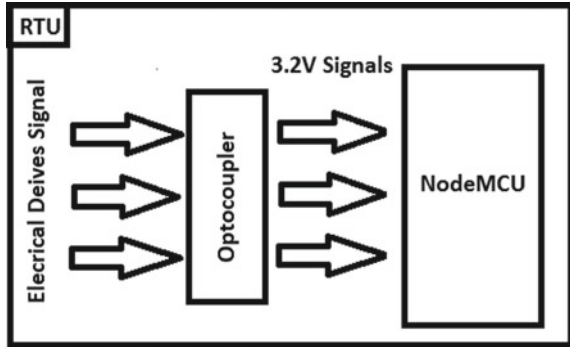 RTU
3.2V Signals
Elecrical Deives Signal
Optocoupler
NodeMCU